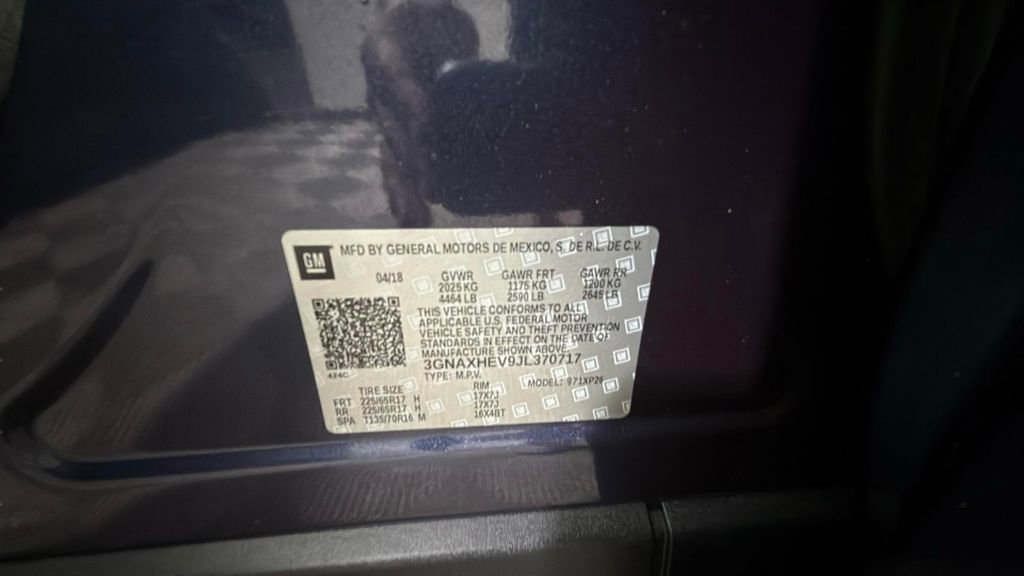 GM
MFD BY GENERAL MOTORS DE MEXICO, S. DE R.L. DE C.V.
04/18 GVWR GAWR FRT GAWR RR
2025 KG 1175 KG 1200 KG
4464 LB 2590 LB 2645 LB
THIS VEHICLE CONFORMS TO ALL
APPLICABLE U.S. FEDERAL MOTOR
VEHICLE SAFETY AND THEFT PREVENTION
STANDARDS IN EFFECT ON THE DATE OF
MANUFACTURE SHOWN ABOVE
3GNAXHEV9JL370717
424C TYPE: M.P.V.
TIRE SIZE RIM MODEL: 971XP26
FRT 225/65R17 H 17X7J
RR 225/65R17 H 17X7J
SPA T135/70R16 M 16X4BT